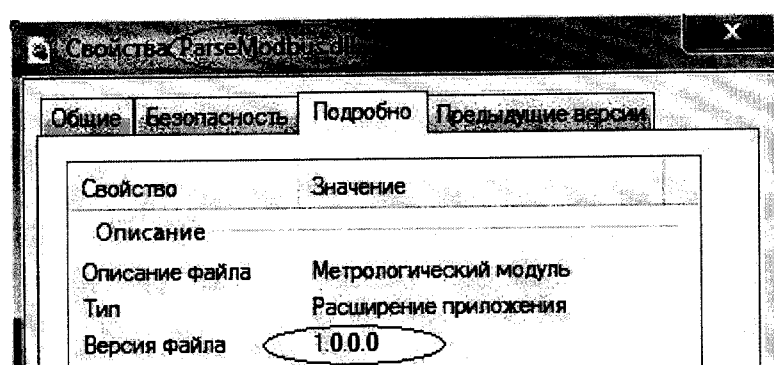 Свойства: ParseModbus.dll
X
Общие Безопасность Подробно Предыдущие версии
Свойство Значение
Описание
Описание файла Метрологический модуль
Тип Расширение приложения
Версия файла 1.0.0.0